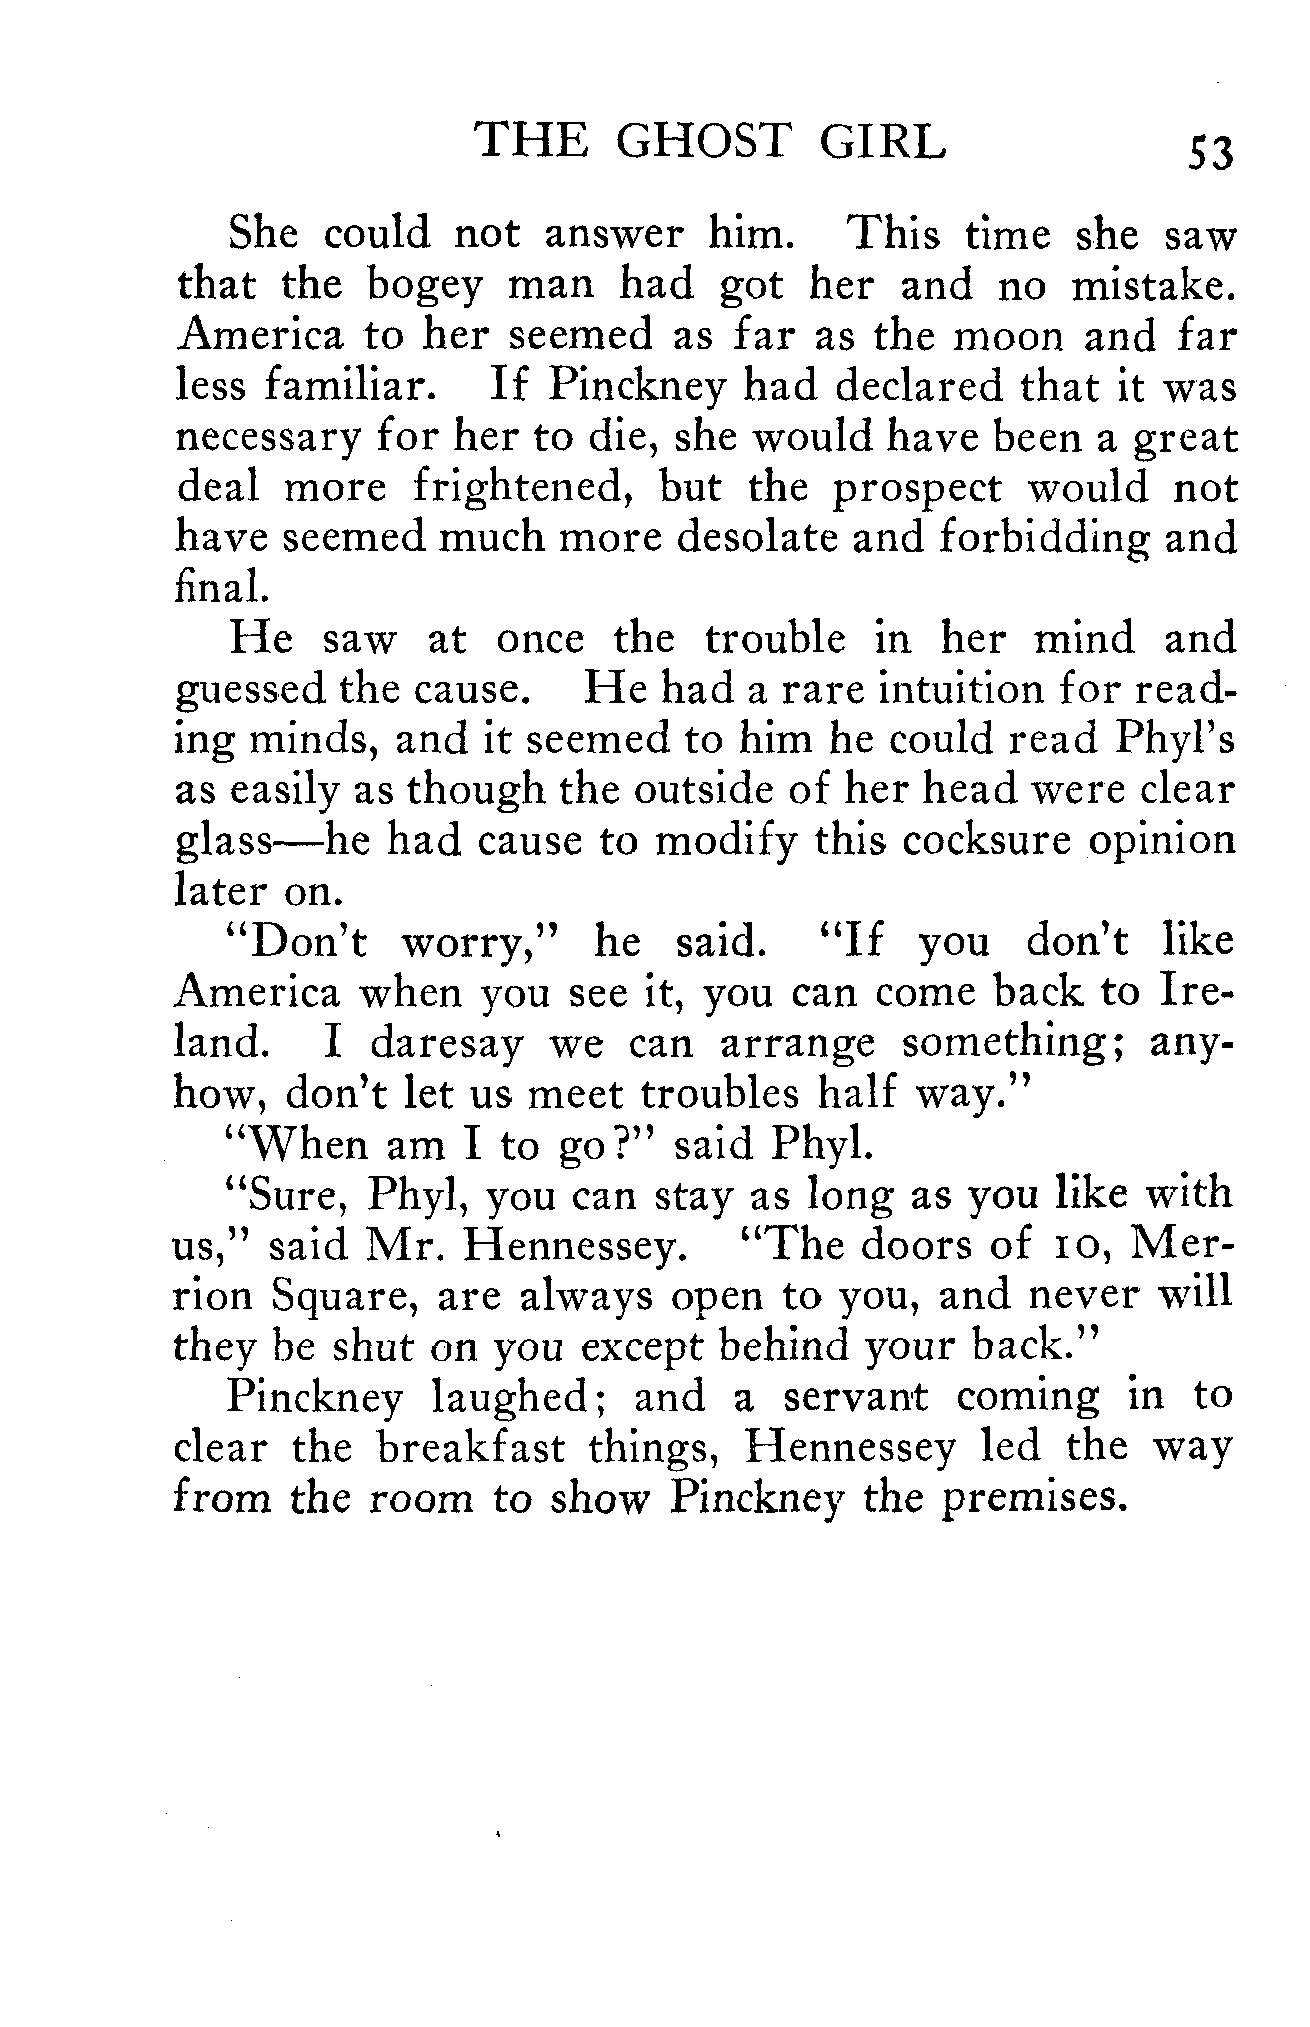 THE GHOST GIRL 53
She could not answer him. This time she saw
that the bogey man had got her and no mistake.
America to her seemed as far as the moon and far
less familiar. If Pinckney had declared that it was
necessary for her to die, she would have been a great
deal more frightened, but the prospect would not
have seemed much more desolate and forbidding and
final.
He saw at once the trouble in her mind and
guessed the cause. He had a rare intuition for read-
ing minds, and it seemed to him he could read Phyl's
as easily as though the outside of her head were clear
glass—he had cause to modify this cocksure opinion
later on.
"Don't worry," he said. "If you don't like
America when you see it, you can come back to Ire-
land. I daresay we can arrange something; any-
how, don't let us meet troubles half way."
"When am I to go?" said Phyl.
"Sure, Phyl, you can stay as long as you like with
us," said Mr. Hennessey. "The doors of 10, Mer-
rion Square, are always open to you, and never will
they be shut on you except behind your back."
Pinckney laughed; and a servant coming in to
clear the breakfast things, Hennessey led the way
from the room to show Pinckney the premises.